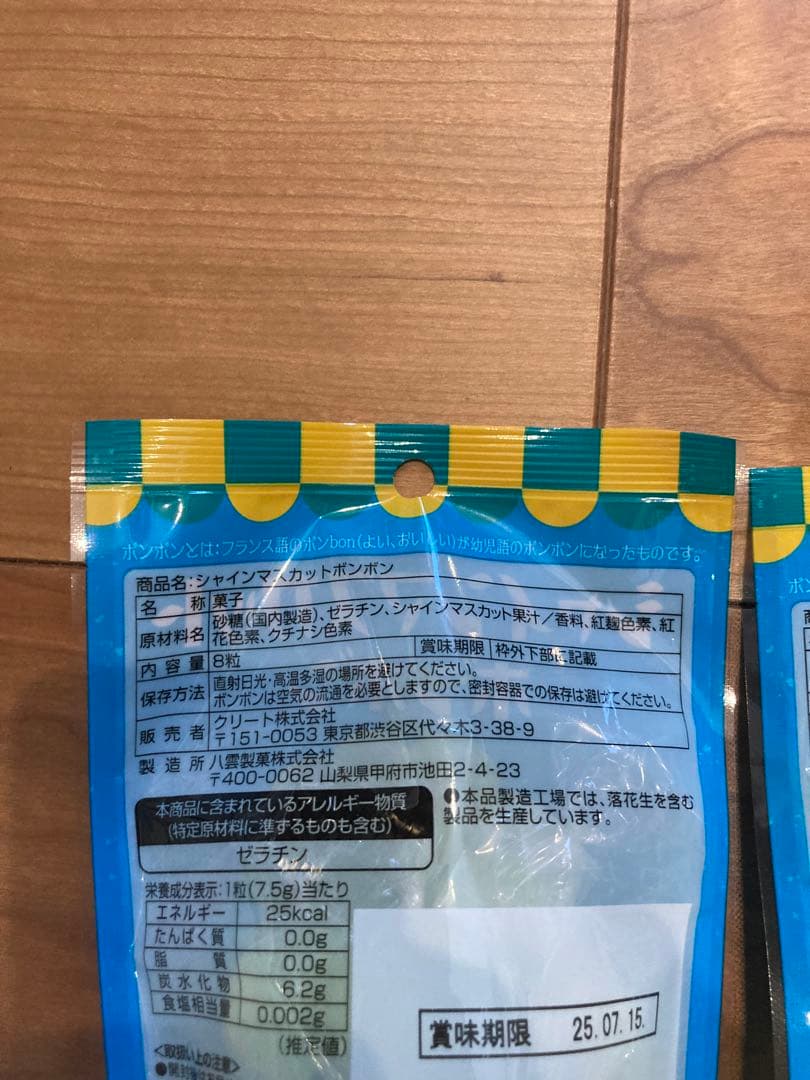 ボンボンとは:フランス語のボンbon(よい、おいしい)が幼児語のボンボンになったものです。
商品名:シャインマスカットボンボン
名 称 菓子
原材料名 砂糖(国内製造)、ゼラチン、シャインマスカット果汁/香料、紅麹色素、紅
花色素、クチナシ色素
内容量 8粒 賞味期限 枠外下部に記載
保存方法 直射日光・高温多湿の場所を避けてください。
ボンボンは空気の流通を必要としますので、密封容器での保存は避けてください。
販売者 クリート株式会社
〒151-0053 東京都渋谷区代々木3-38-9
製造所 八雲製菓株式会社
〒400-0062 山梨県甲府市池田2-4-23
本商品に含まれているアレルギー物質
(特定原材料に準ずるものも含む)
ゼラチン
●本品製造工場では、落花生を含む
製品を生産しています。
栄養成分表示:1粒(7.5g)当たり
エネルギー 25kcal
たんぱく質 0.0g
脂 質 0.0g
炭水化物 6.2g
食塩相当量 0.002g
(推定値)
賞味期限 25.07.15.
<取扱い上の注意>
●開封後は
ボン